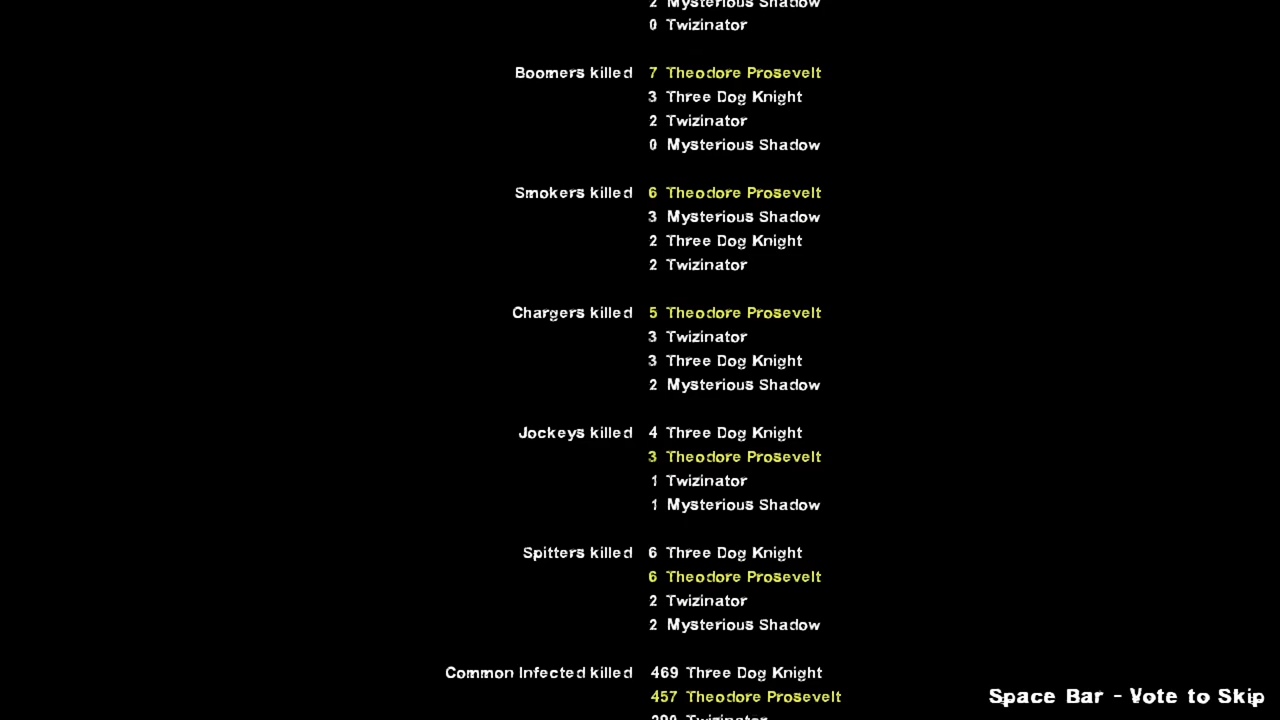 2 Mysterious Shadow
0 Twizinator
Boomers killed 7 Theodore Prosevelt
3 Three Dog Knight
2 Twizinator
0 Mysterious Shadow
Smokers killed 6 Theodore Prosevelt
3 Mysterious Shadow
2 Three Dog Knight
2 Twizinator
Chargers killed 5 Theodore Prosevelt
3 Twizinator
3 Three Dog Knight
2 Mysterious Shadow
Jockeys killed 4 Three Dog Knight
3 Theodore Prosevelt
1 Twizinator
1 Mysterious Shadow
Spitters killed 6 Three Dog Knight
6 Theodore Prosevelt
2 Twizinator
2 Mysterious Shadow
Common Infected killed 469 Three Dog Knight
457 Theodore Prosevelt
Twizinator
Space Bar - Vote to Skip